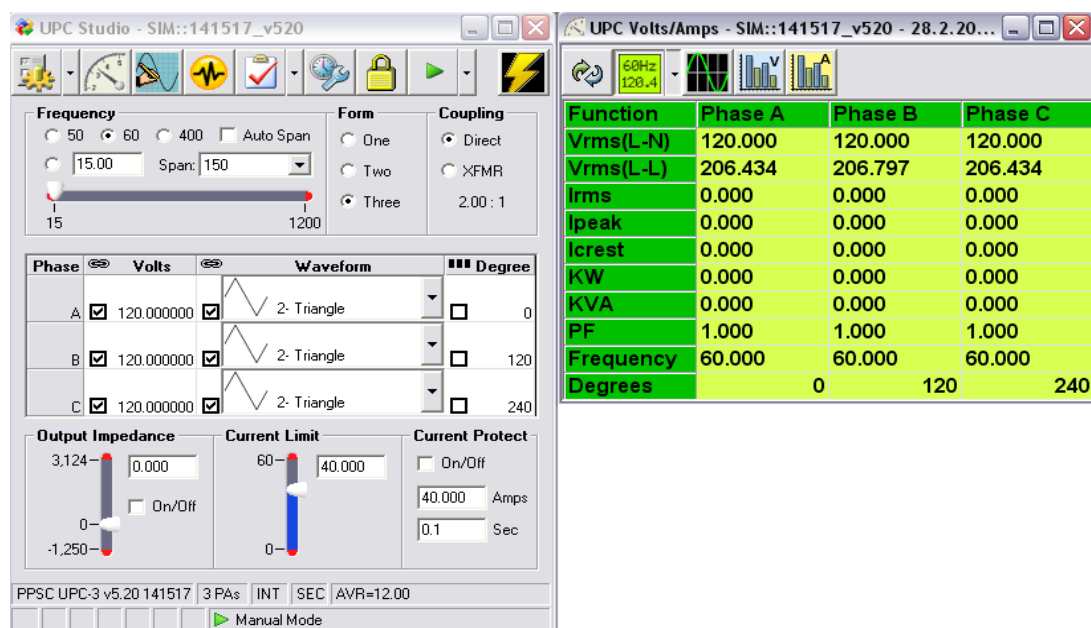 UPC Studio - SIM::141517_v520
Frequency
50 60 400 Auto Span
15.00 Span: 150
15 1200
Form
One
Two
Three
Coupling
Direct
XFMR
2.00 : 1
Phase Volts Waveform Degree
A 120.000000 2- Triangle 0
B 120.000000 2- Triangle 120
C 120.000000 2- Triangle 240
Output Impedance
3,124 0.000
On/Off
0
-1,250
Current Limit
60 40.000
0
Current Protect
On/Off
40.000 Amps
0.1 Sec
PPSC UPC-3 v5.20 141517 3 PAs INT SEC AVR=12.00
Manual Mode
UPC Volts/Amps - SIM::141517_v520 - 28.2.20...
60Hz
120.4
V
A
Function Phase A Phase B Phase C
Vrms(L-N) 120.000 120.000 120.000
Vrms(L-L) 206.434 206.797 206.434
Irms 0.000 0.000 0.000
Ipeak 0.000 0.000 0.000
Icrest 0.000 0.000 0.000
KW 0.000 0.000 0.000
KVA 0.000 0.000 0.000
PF 1.000 1.000 1.000
Frequency 60.000 60.000 60.000
Degrees 0 120 240